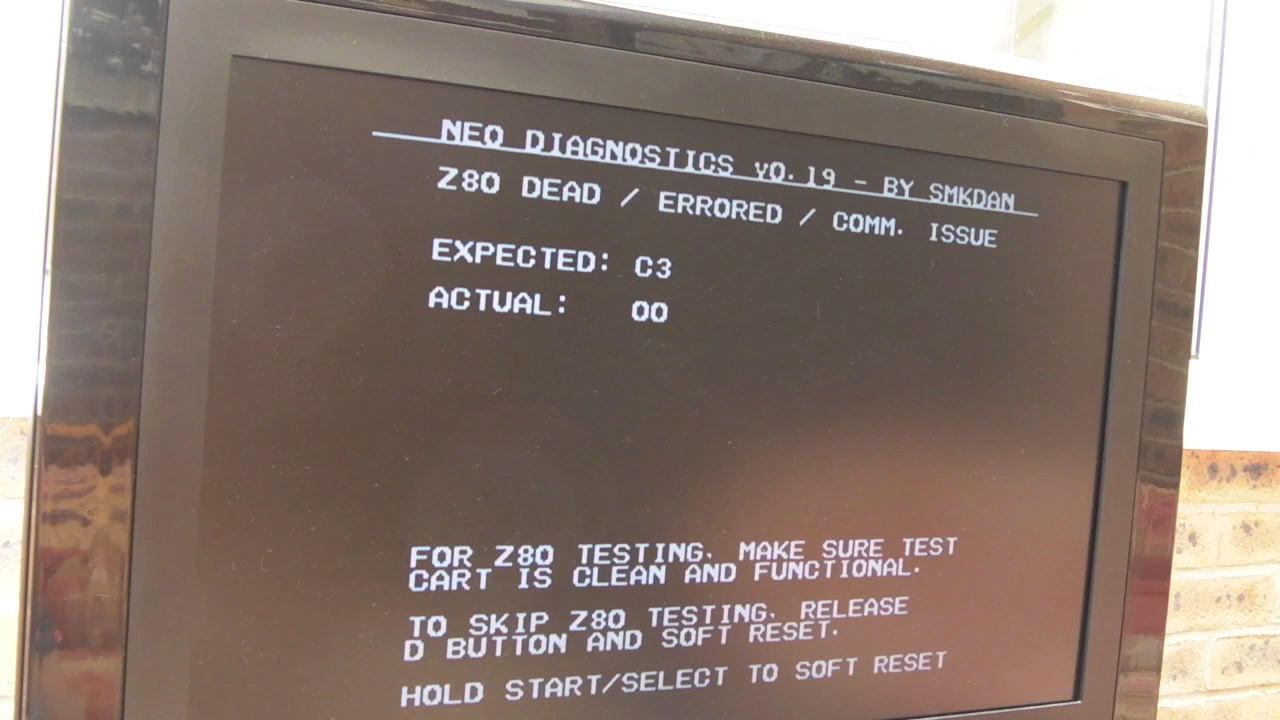 NEO DIAGNOSTICS v0.19 - BY SMKDAN
Z80 DEAD / ERRORED / COMM. ISSUE
EXPECTED: C3
ACTUAL: 00
FOR Z80 TESTING, MAKE SURE TEST
CART IS CLEAN AND FUNCTIONAL.
TO SKIP Z80 TESTING, RELEASE
D BUTTON AND SOFT RESET.
HOLD START/SELECT TO SOFT RESET